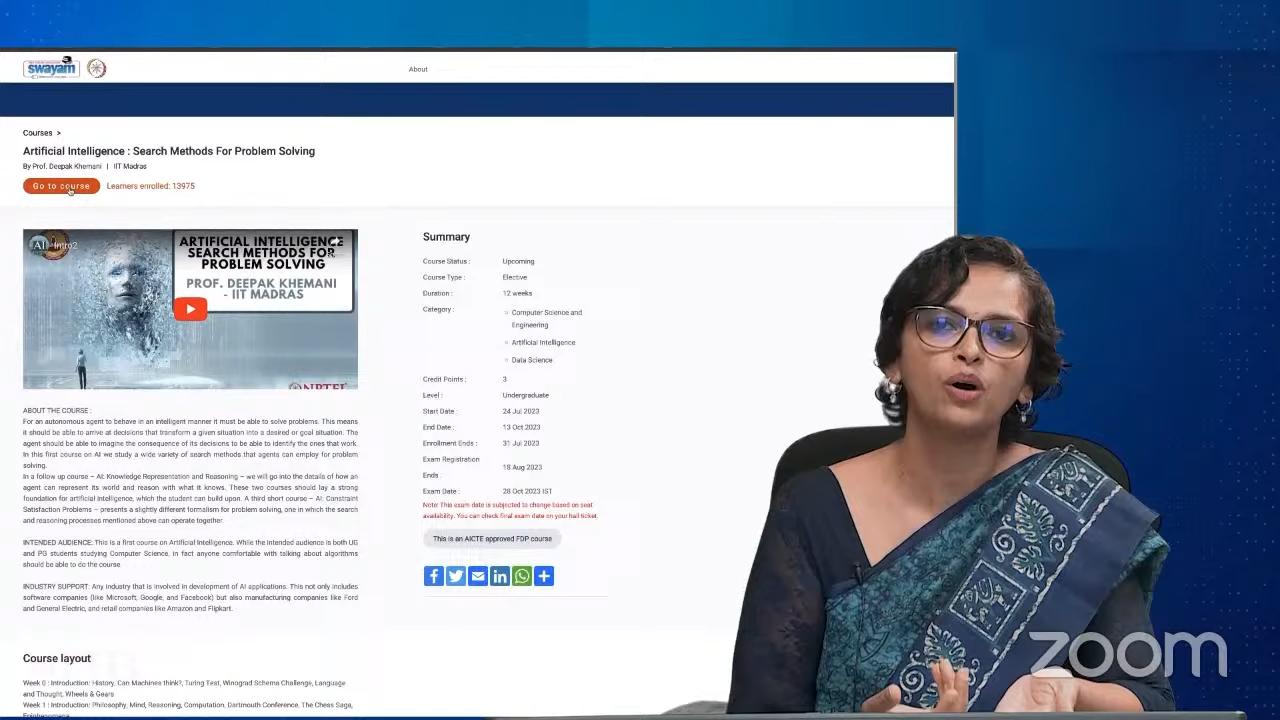 swayam
About
Courses >
Artificial Intelligence : Search Methods For Problem Solving
By Prof. Deepak Khemani | IIT Madras
Go to course
Learners enrolled: 13975
AI Intro2
ARTIFICIAL INTELLIGENCE
SEARCH METHODS FOR
PROBLEM SOLVING
PROF. DEEPAK KHEMANI
- IIT MADRAS
NPTEL
ABOUT THE COURSE :
For an autonomous agent to behave in an intelligent manner it must be able to solve problems. This means
it should be able to arrive at decisions that transform a given situation into a desired or goal situation. The
agent should be able to imagine the consequence of its decisions to be able to identify the ones that work.
In this first course on AI we study a wide variety of search methods that agents can employ for problem
solving.
In a follow up course – AI: Knowledge Representation and Reasoning – we will go into the details of how an
agent can represent its world and reason with what it knows. These two courses should lay a strong
foundation for artificial Intelligence, which the student can build upon. A third short course – AI: Constraint
Satisfaction Problems – presents a slightly different formalism for problem solving, one in which the search
and reasoning processes mentioned above can operate together.
INTENDED AUDIENCE: This is a first course on Artificial Intelligence. While the Intended audience is both UG
and PG students studying Computer Science, in fact anyone comfortable with talking about algorithms
should be able to do the course.
INDUSTRY SUPPORT: Any industry that is involved in development of AI applications. This not only includes
software companies (like Microsoft, Google, and Facebook) but also manufacturing companies like Ford
and General Electric, and retail companies like Amazon and Flipkart.
Course layout
Week 0 : Introduction: History, Can Machines think?, Turing Test, Winograd Schema Challenge, Language
and Thought, Wheels & Gears
Week 1 : Introduction: Philosophy, Mind, Reasoning, Computation, Dartmouth Conference, The Chess Saga,
Epiphenomena
Summary
Course Status : Upcoming
Course Type : Elective
Duration : 12 weeks
Category :
Computer Science and
Engineering
Artificial Intelligence
Data Science
Credit Points : 3
Level : Undergraduate
Start Date : 24 Jul 2023
End Date : 13 Oct 2023
Enrollment Ends : 31 Jul 2023
Exam Registration
Ends : 18 Aug 2023
Exam Date : 28 Oct 2023 IST
Note: This exam date is subjected to change based on seat
availability. You can check final exam date on your hall ticket.
This is an AICTE approved FDP course
zoom